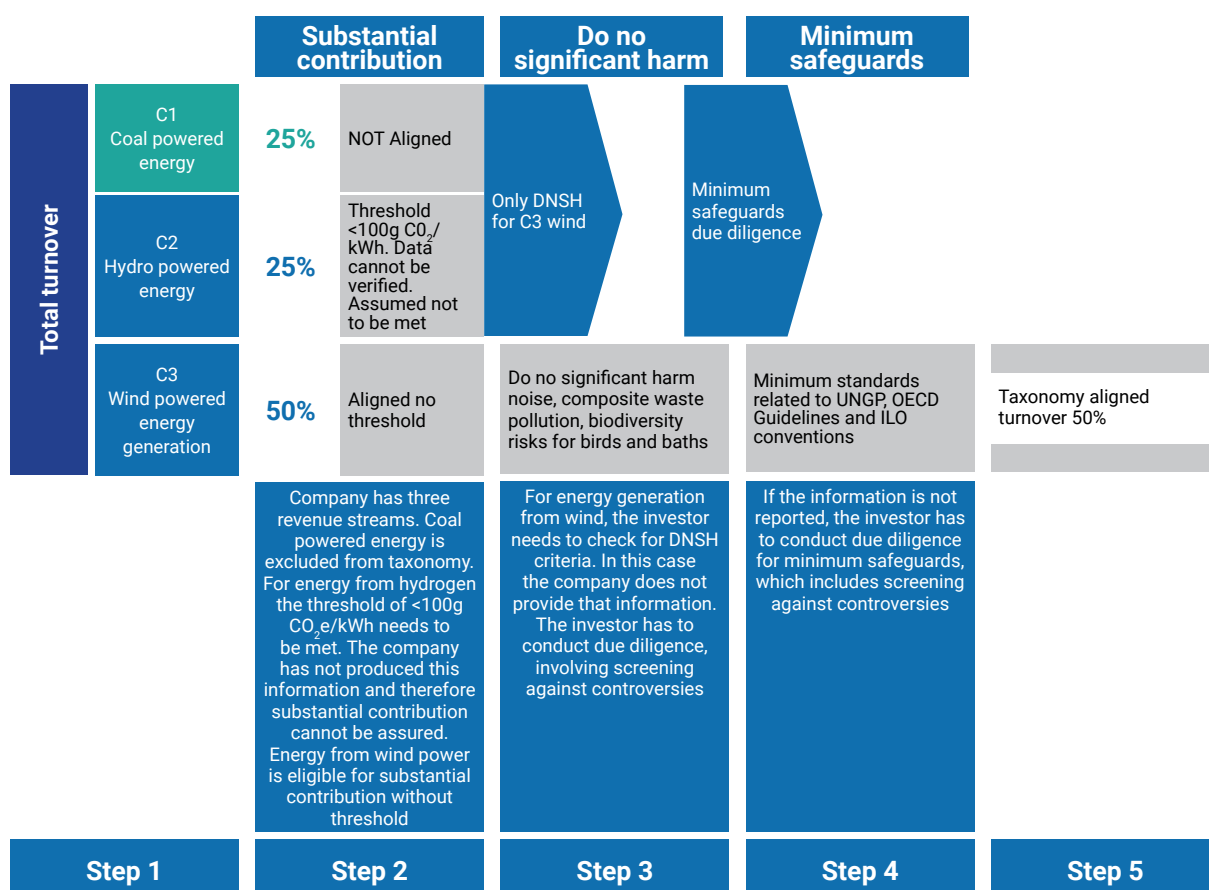 Substantial
contribution
Do no
significant harm
Minimum
safeguards
Total turnover
C1
Coal powered
energy
25%
NOT Aligned
Only DNSH
for C3 wind
Minimum
safeguards
due diligence
C2
Hydro powered
energy
25%
Threshold
<100g C0₂/
kWh. Data
cannot be
verified.
Assumed not
to be met
C3
Wind powered
energy
generation
50%
Aligned no
threshold
Do no significant harm
noise, composite waste
pollution, biodiversity
risks for birds and baths
Minimum standards
related to UNGP, OECD
Guidelines and ILO
conventions
Taxonomy aligned
turnover 50%
Company has three
revenue streams. Coal
powered energy is
excluded from taxonomy.
For energy from hydrogen
the threshold of <100g
CO₂e/kWh needs to
be met. The company
has not produced this
information and therefore
substantial contribution
cannot be assured.
Energy from wind power
is eligible for substantial
contribution without
threshold
For energy generation
from wind, the investor
needs to check for DNSH
criteria. In this case
the company does not
provide that information.
The investor has to
conduct due diligence,
involving screening
against controversies
If the information is not
reported, the investor has
to conduct due diligence
for minimum safeguards,
which includes screening
against controversies
Step 1
Step 2
Step 3
Step 4
Step 5